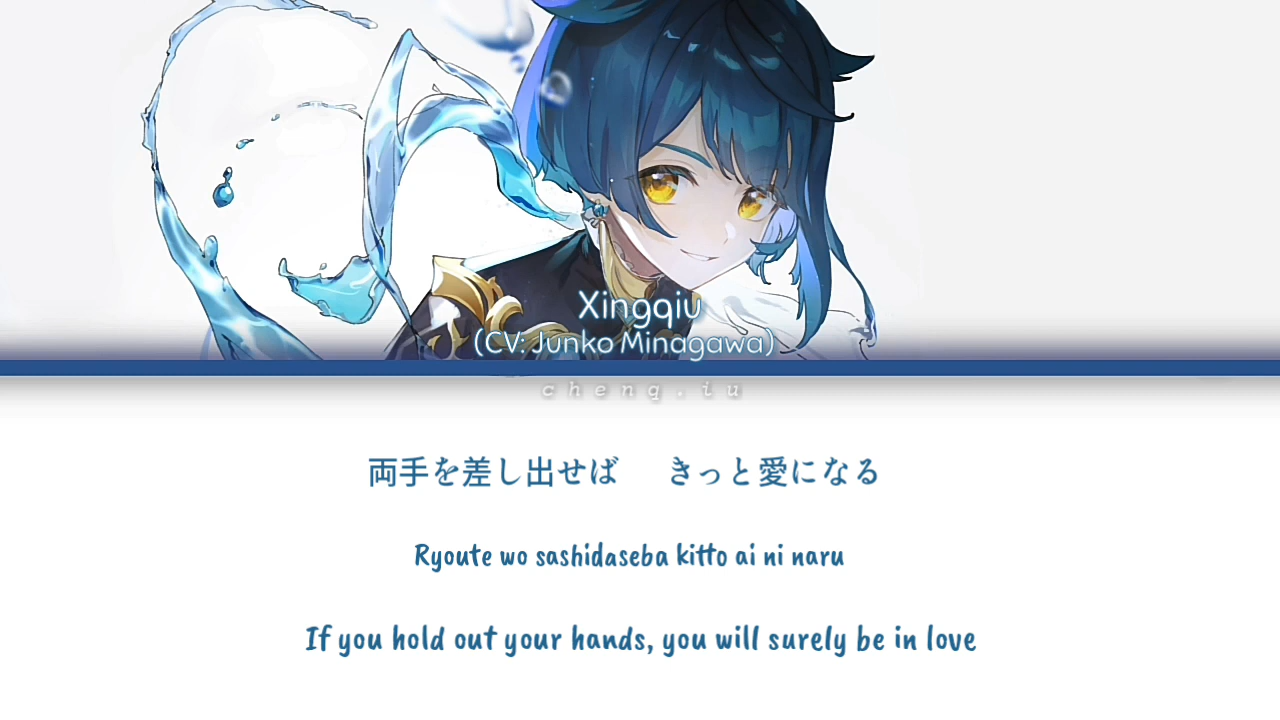 Xingqiu
(CV: Junko Minagawa)
cheng.iu
両手を差し出せば　きっと愛になる
Ryoute wo sashidaseba kitto ai ni naru
If you hold out your hands, you will surely be in love